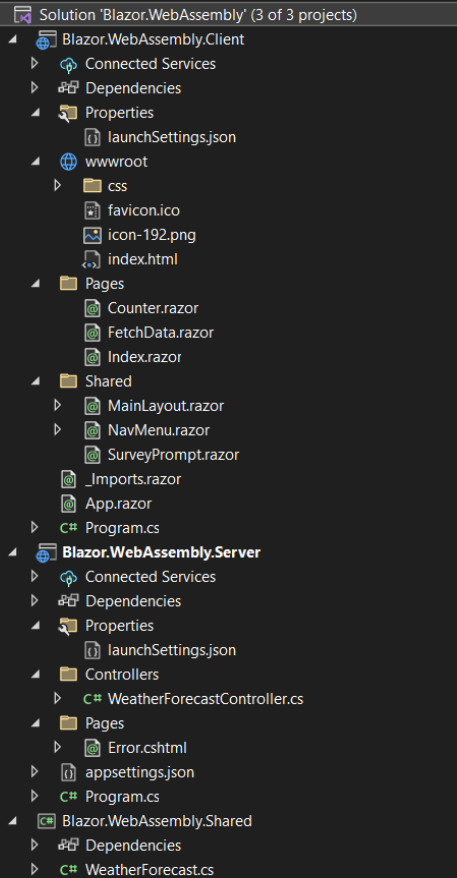 Solution 'Blazor.WebAssembly' (3 of 3 projects)
Blazor.WebAssembly.Client
Connected Services
Dependencies
Properties
launchSettings.json
wwwroot
css
favicon.ico
icon-192.png
index.html
Pages
Counter.razor
FetchData.razor
Index.razor
Shared
MainLayout.razor
NavMenu.razor
SurveyPrompt.razor
_Imports.razor
App.razor
C# Program.cs
Blazor.WebAssembly.Server
Connected Services
Dependencies
Properties
launchSettings.json
Controllers
C# WeatherForecastController.cs
Pages
Error.cshtml
appsettings.json
C# Program.cs
C# Blazor.WebAssembly.Shared
Dependencies
C# WeatherForecast.cs